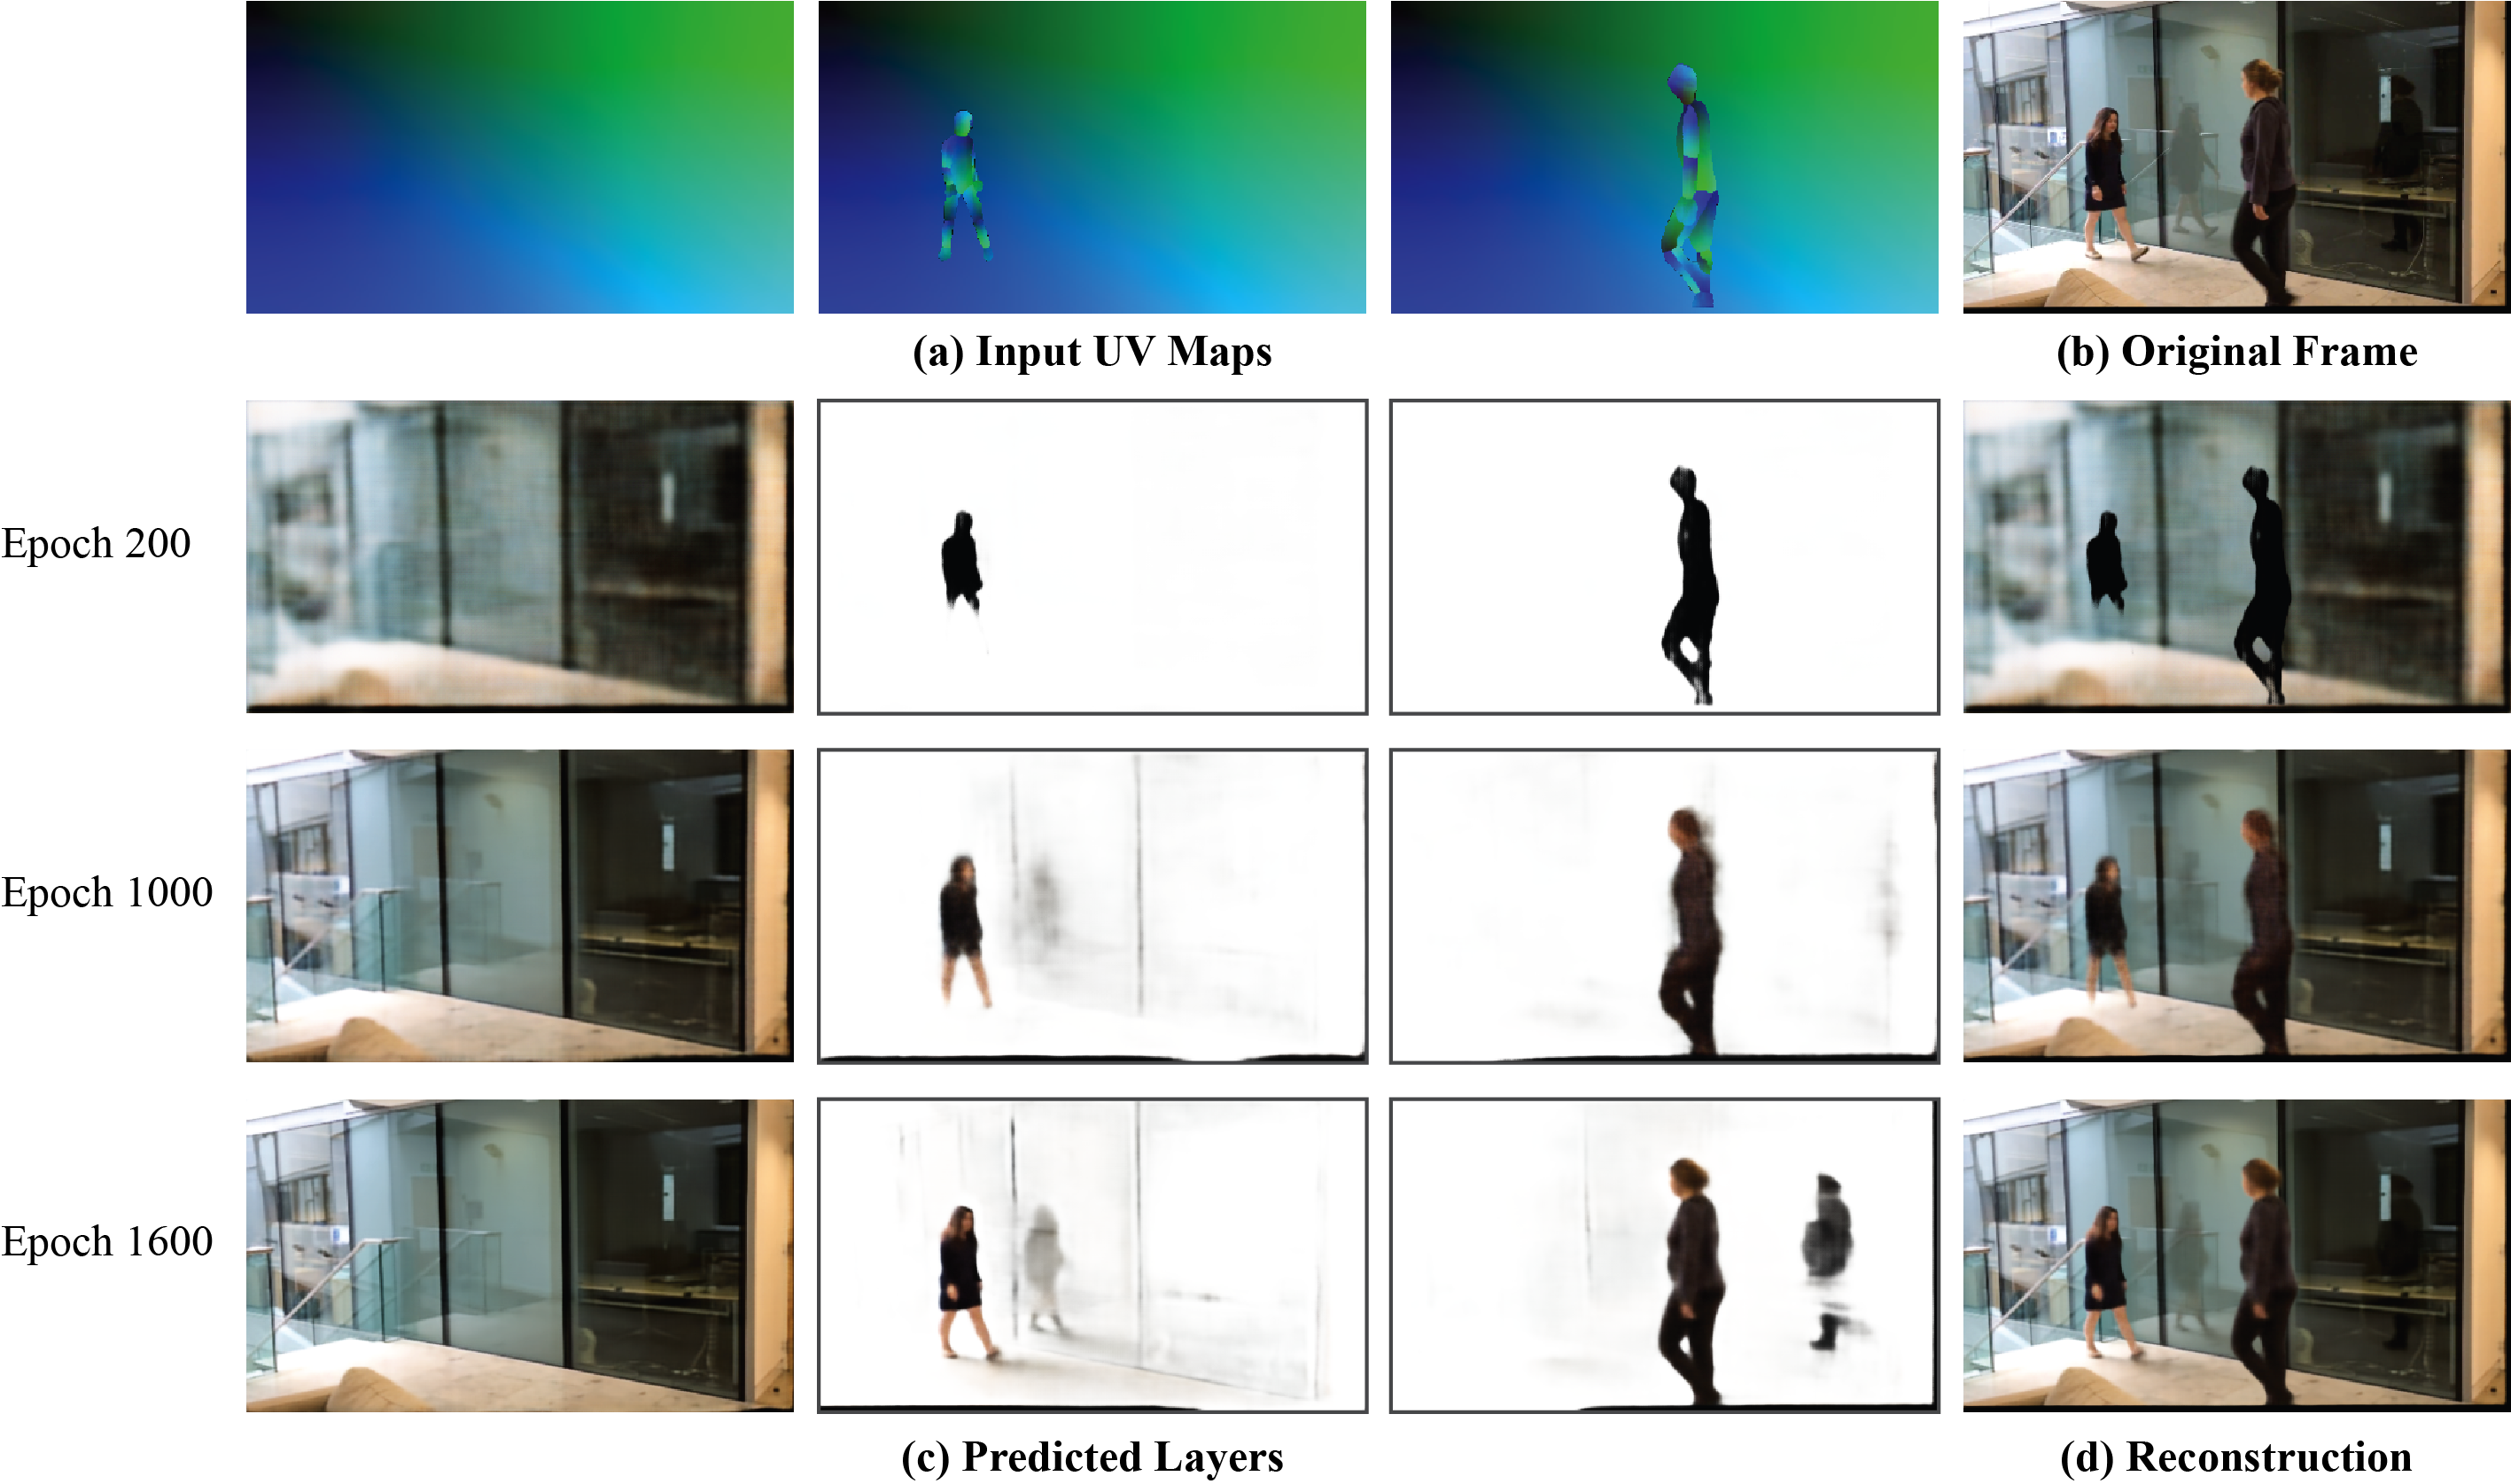 (a) Input UV Maps
(b) Original Frame
Epoch 200
Epoch 1000
Epoch 1600
(c) Predicted Layers
(d) Reconstruction